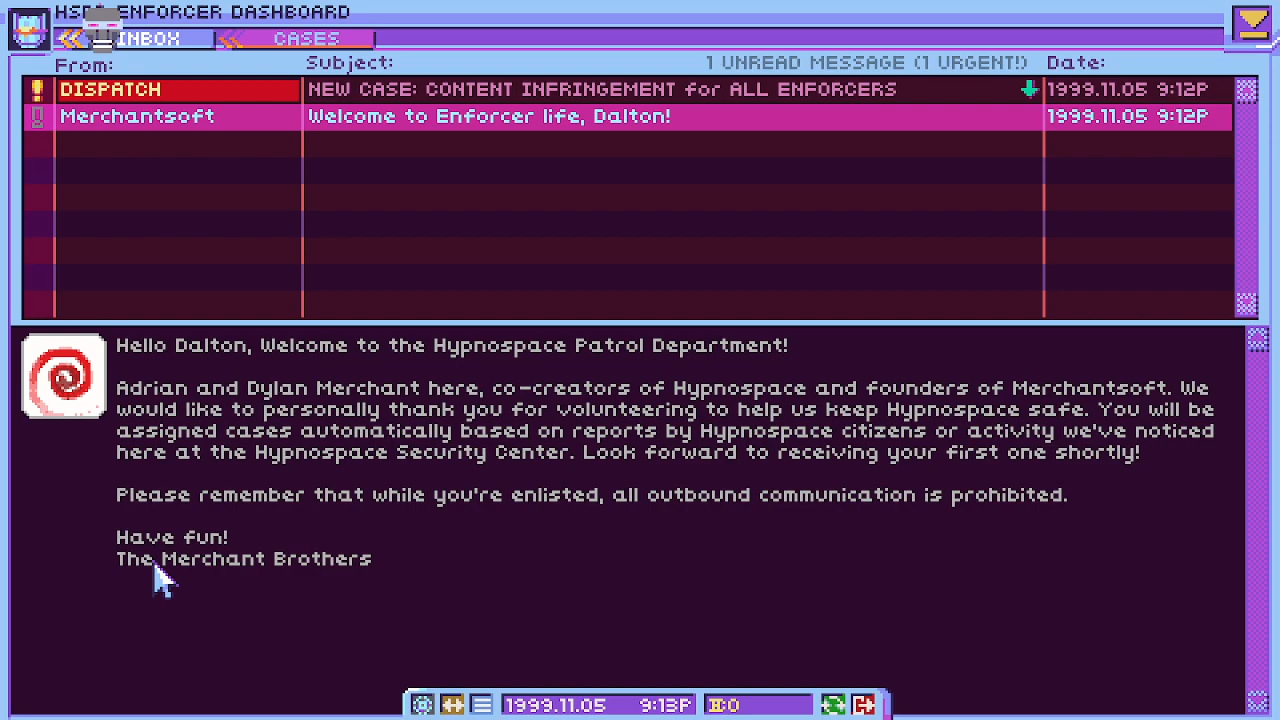 HSPD ENFORCER DASHBOARD
INBOX CASES
From: Subject: 1 UNREAD MESSAGE (1 URGENT!) Date:
DISPATCH NEW CASE: CONTENT INFRINGEMENT for ALL ENFORCERS 1999.11.05 9:12P
Merchantsoft Welcome to Enforcer life, Dalton! 1999.11.05 9:12P
Hello Dalton, Welcome to the Hypnospace Patrol Department!
Adrian and Dylan Merchant here, co-creators of Hypnospace and founders of Merchantsoft. We
would like to personally thank you for volunteering to help us keep Hypnospace safe. You will be
assigned cases automatically based on reports by Hypnospace citizens or activity we've noticed
here at the Hypnospace Security Center. Look forward to receiving your first one shortly!
Please remember that while you're enlisted, all outbound communication is prohibited.
Have fun!
The Merchant Brothers
1999.11.05 9:13P 0